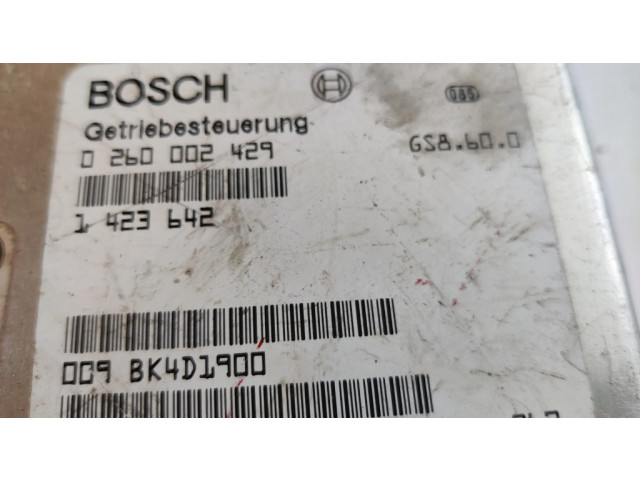 BOSCH
Getriebesteuerung
0 260 002 429 GS8.60.0
1 423 642
009 BK4D1900